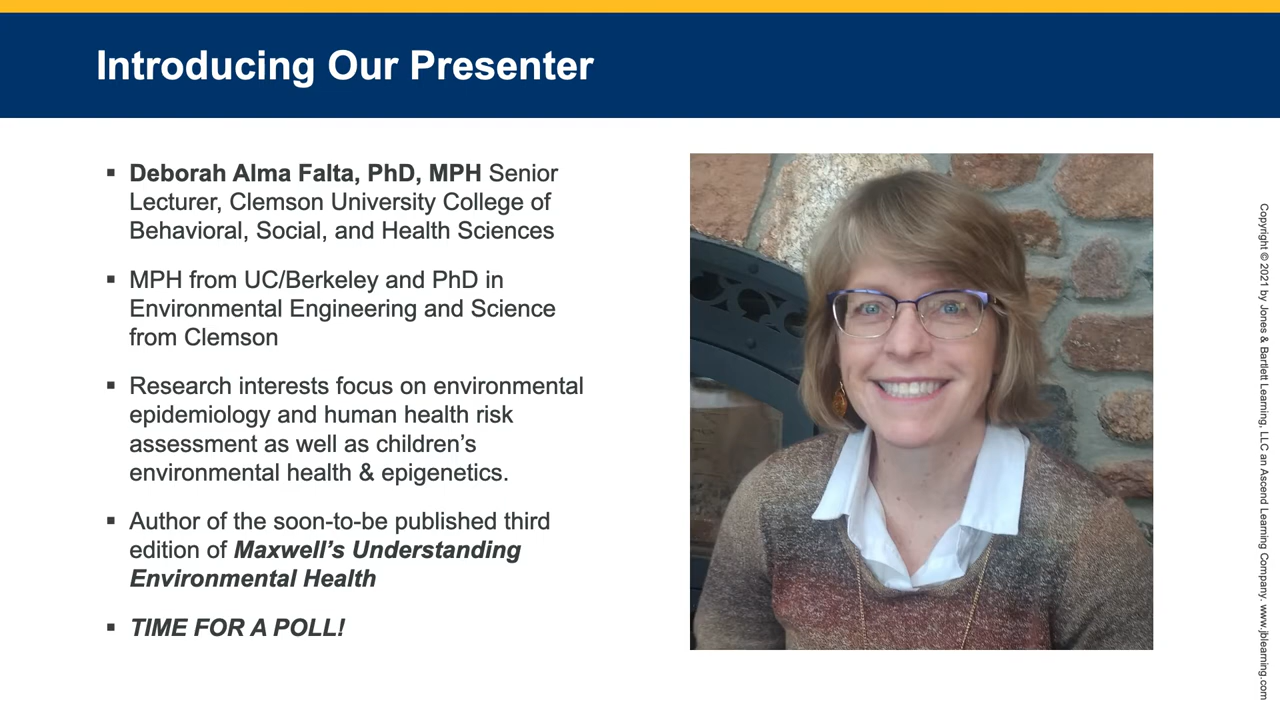 Introducing Our Presenter
▪ Deborah Alma Falta, PhD, MPH Senior
Lecturer, Clemson University College of
Behavioral, Social, and Health Sciences
▪ MPH from UC/Berkeley and PhD in
Environmental Engineering and Science
from Clemson
▪ Research interests focus on environmental
epidemiology and human health risk
assessment as well as children’s
environmental health & epigenetics.
▪ Author of the soon-to-be published third
edition of Maxwell’s Understanding
Environmental Health
▪ TIME FOR A POLL!
Copyright © 2021 by Jones & Bartlett Learning, LLC an Ascend Learning Company. www.jblearning.com